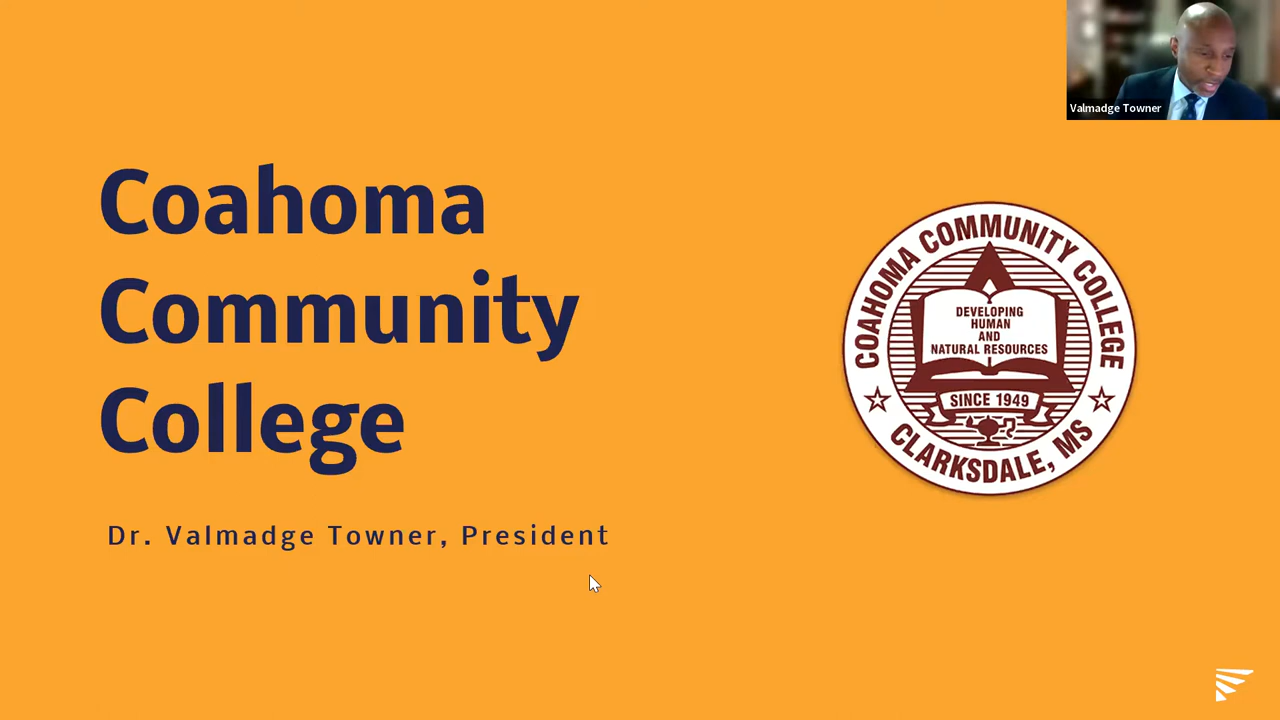 Valmadge Towner
Coahoma
Community
College
Dr. Valmadge Towner, President
COAHOMA COMMUNITY COLLEGE
DEVELOPING
HUMAN
AND
NATURAL RESOURCES
SINCE 1949
CLARKSDALE, MS